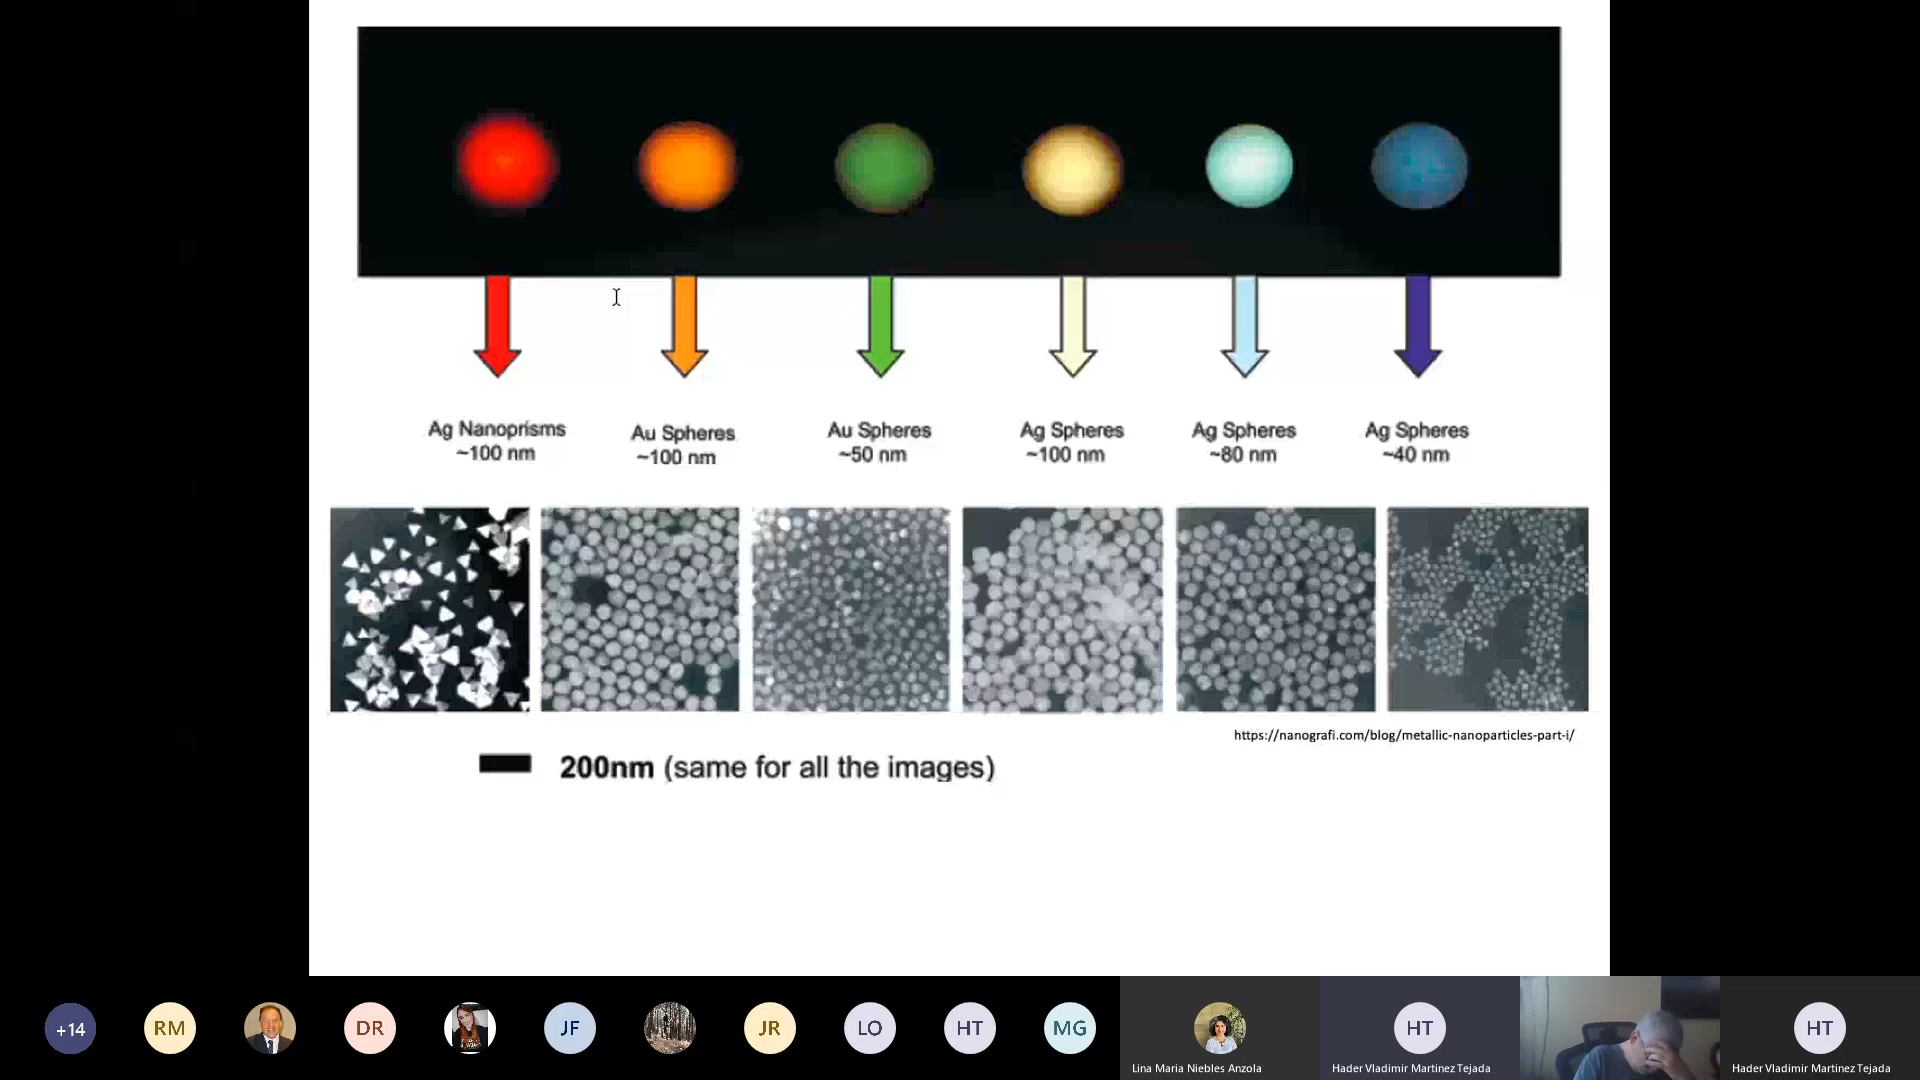 Ag Nanoprisms
~100 nm
Au Spheres
~100 nm
Au Spheres
~50 nm
Ag Spheres
~100 nm
Ag Spheres
~80 nm
Ag Spheres
~40 nm
https://nanografi.com/blog/metallic-nanoparticles-part-i/
200nm (same for all the images)
+14
RM
DR
JF
JR
LO
HT
MG
HT
HT
Lina Maria Niebles Anzola
Hader Vladimir Martinez Tejada
Hader Vladimir Martinez Tejada